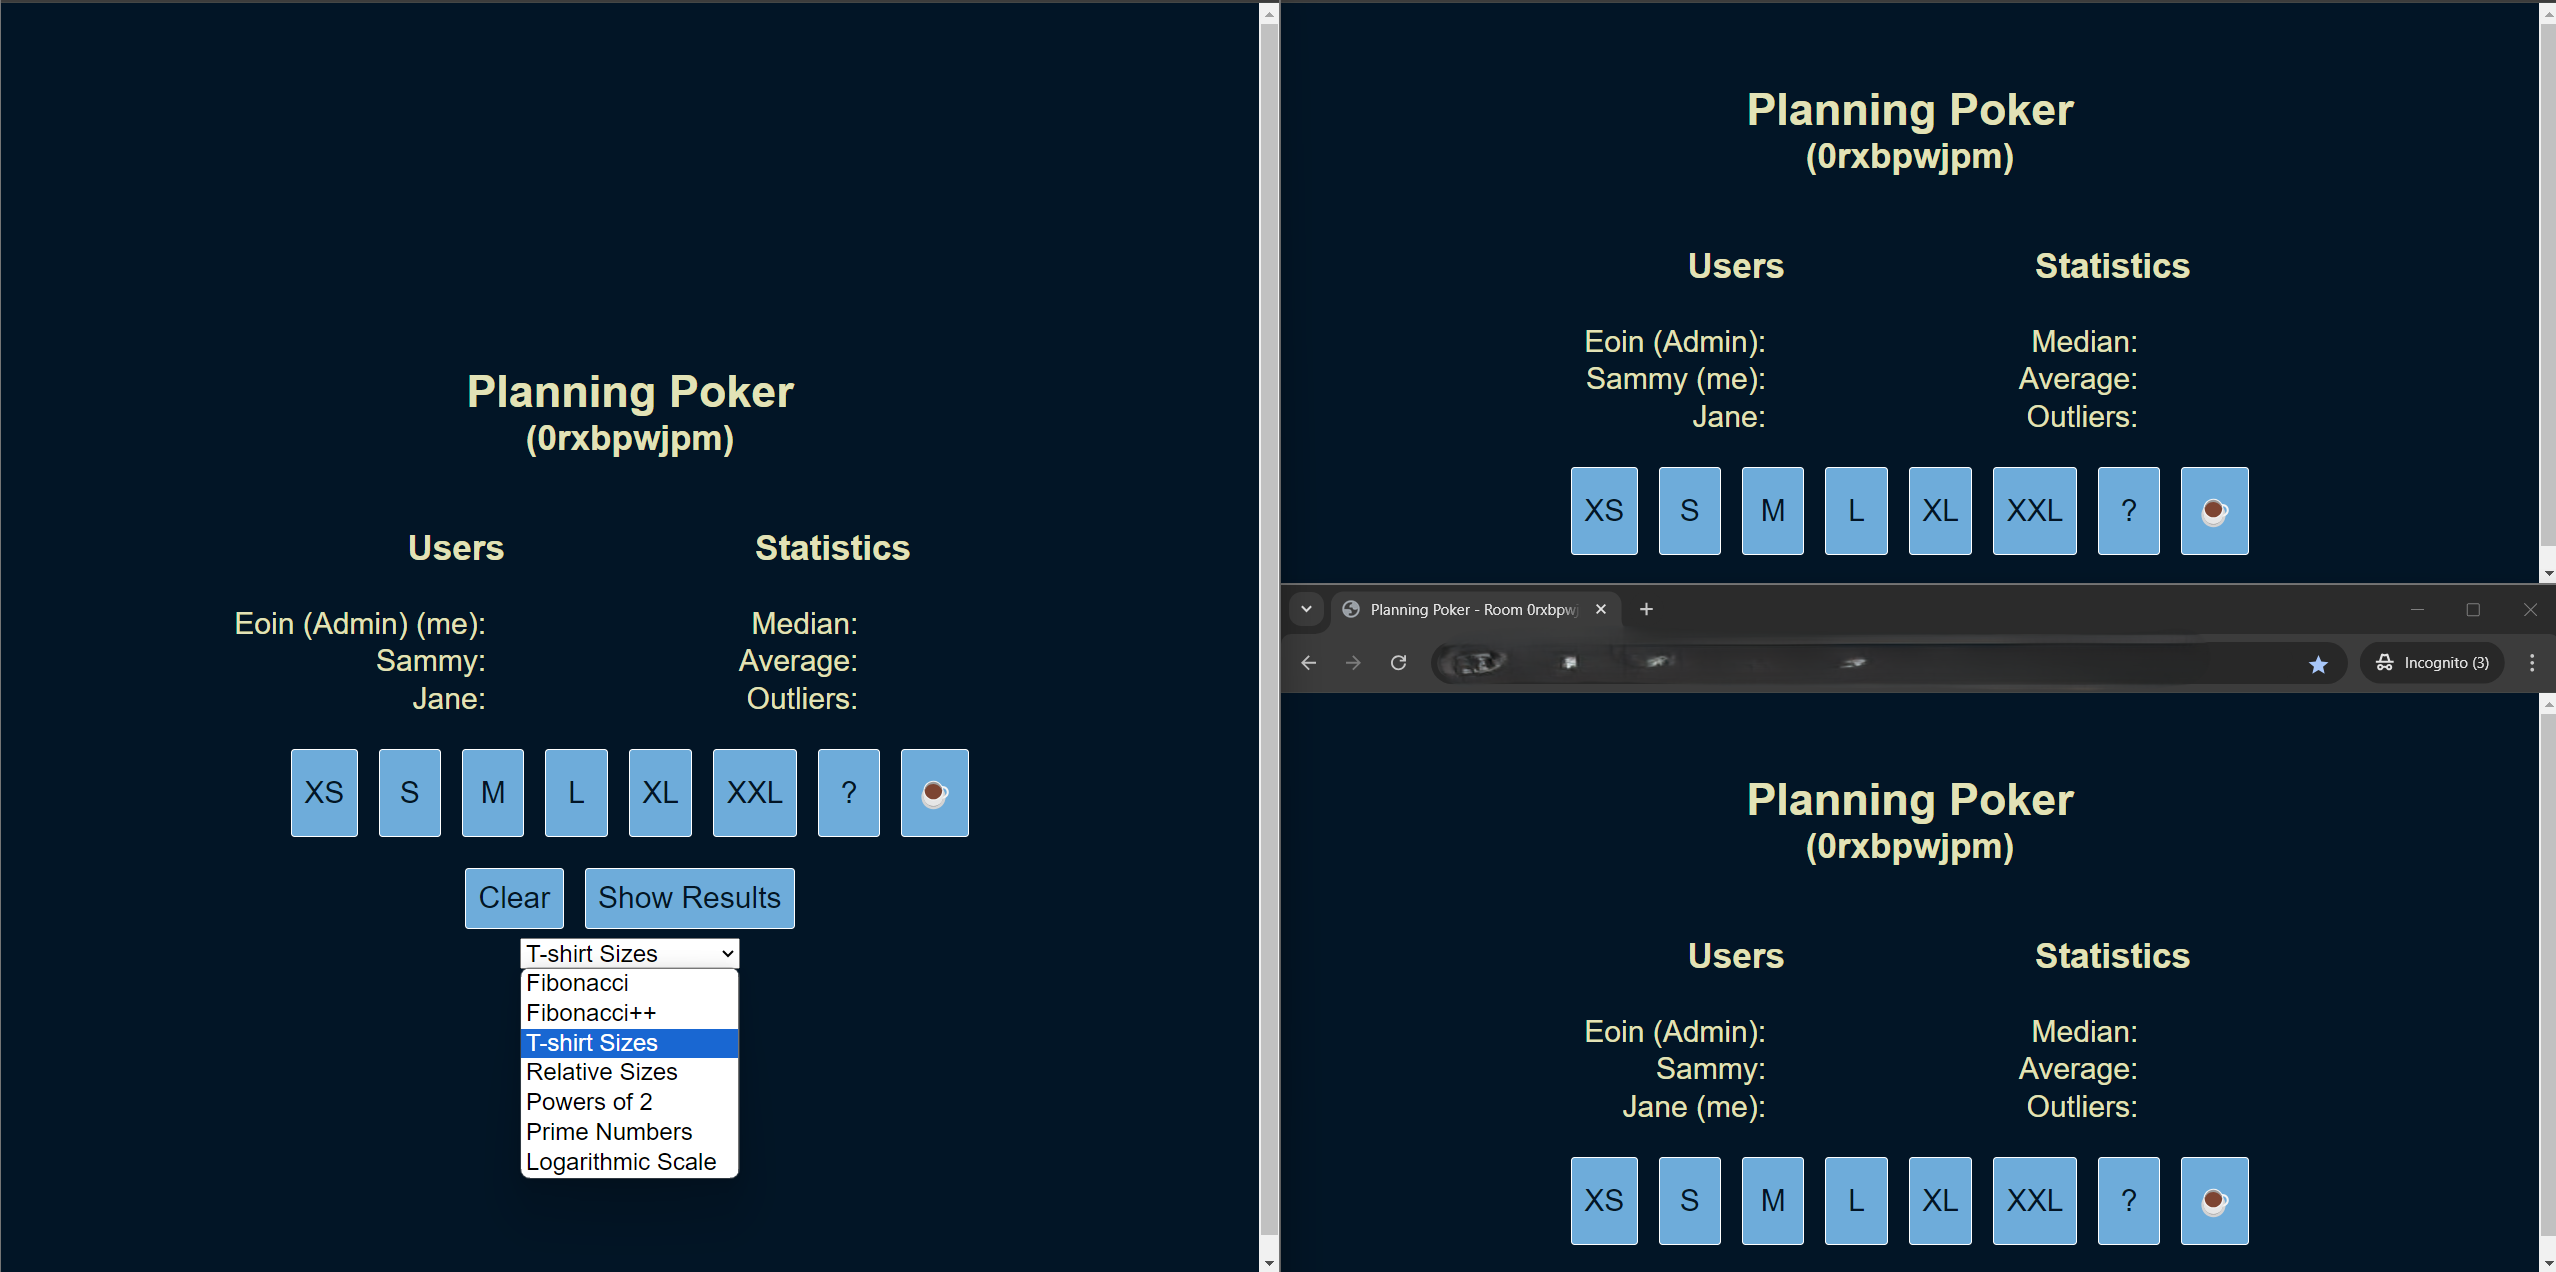 Planning Poker
(0rxbpwjpm)
Users
Statistics
Eoin (Admin) (me):
Median:
Sammy:
Average:
Jane:
Outliers:
XS S M L XL XXL ? ☕
Clear Show Results
T-shirt Sizes
Fibonacci
Fibonacci++
T-shirt Sizes
Relative Sizes
Powers of 2
Prime Numbers
Logarithmic Scale
Planning Poker
(0rxbpwjpm)
Users
Statistics
Eoin (Admin):
Median:
Sammy (me):
Average:
Jane:
Outliers:
XS S M L XL XXL ? ☕
Planning Poker - Room 0rxbpwj
Incognito (3)
Planning Poker
(0rxbpwjpm)
Users
Statistics
Eoin (Admin):
Median:
Sammy:
Average:
Jane (me):
Outliers:
XS S M L XL XXL ? ☕